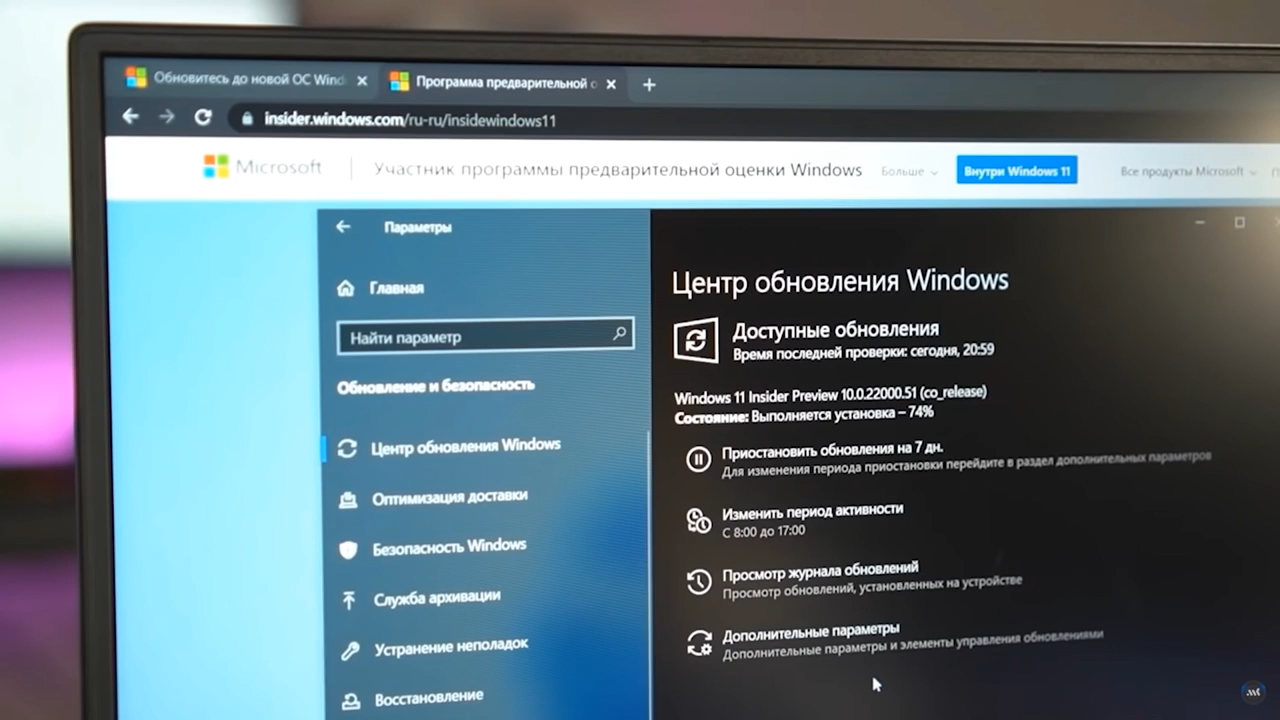 Обновитесь до новой ОС Wind
Программа предварительной о
insider.windows.com/ru-ru/insidewindows11
Microsoft
Участник программы предварительной оценки Windows
Больше
Внутри Windows 11
Все продукты Microsoft
Параметры
Главная
Найти параметр
Обновление и безопасность
Центр обновления Windows
Оптимизация доставки
Безопасность Windows
Служба архивации
Устранение неполадок
Восстановление
Центр обновления Windows
Доступные обновления
Время последней проверки: сегодня, 20:59
Windows 11 Insider Preview 10.0.22000.51 (co_release)
Состояние: Выполняется установка – 74%
Приостановить обновления на 7 дн.
Для изменения периода приостановки перейдите в раздел дополнительных параметров
Изменить период активности
С 8:00 до 17:00
Просмотр журнала обновлений
Просмотр обновлений, установленных на устройстве
Дополнительные параметры
Дополнительные параметры и элементы управления обновлениями